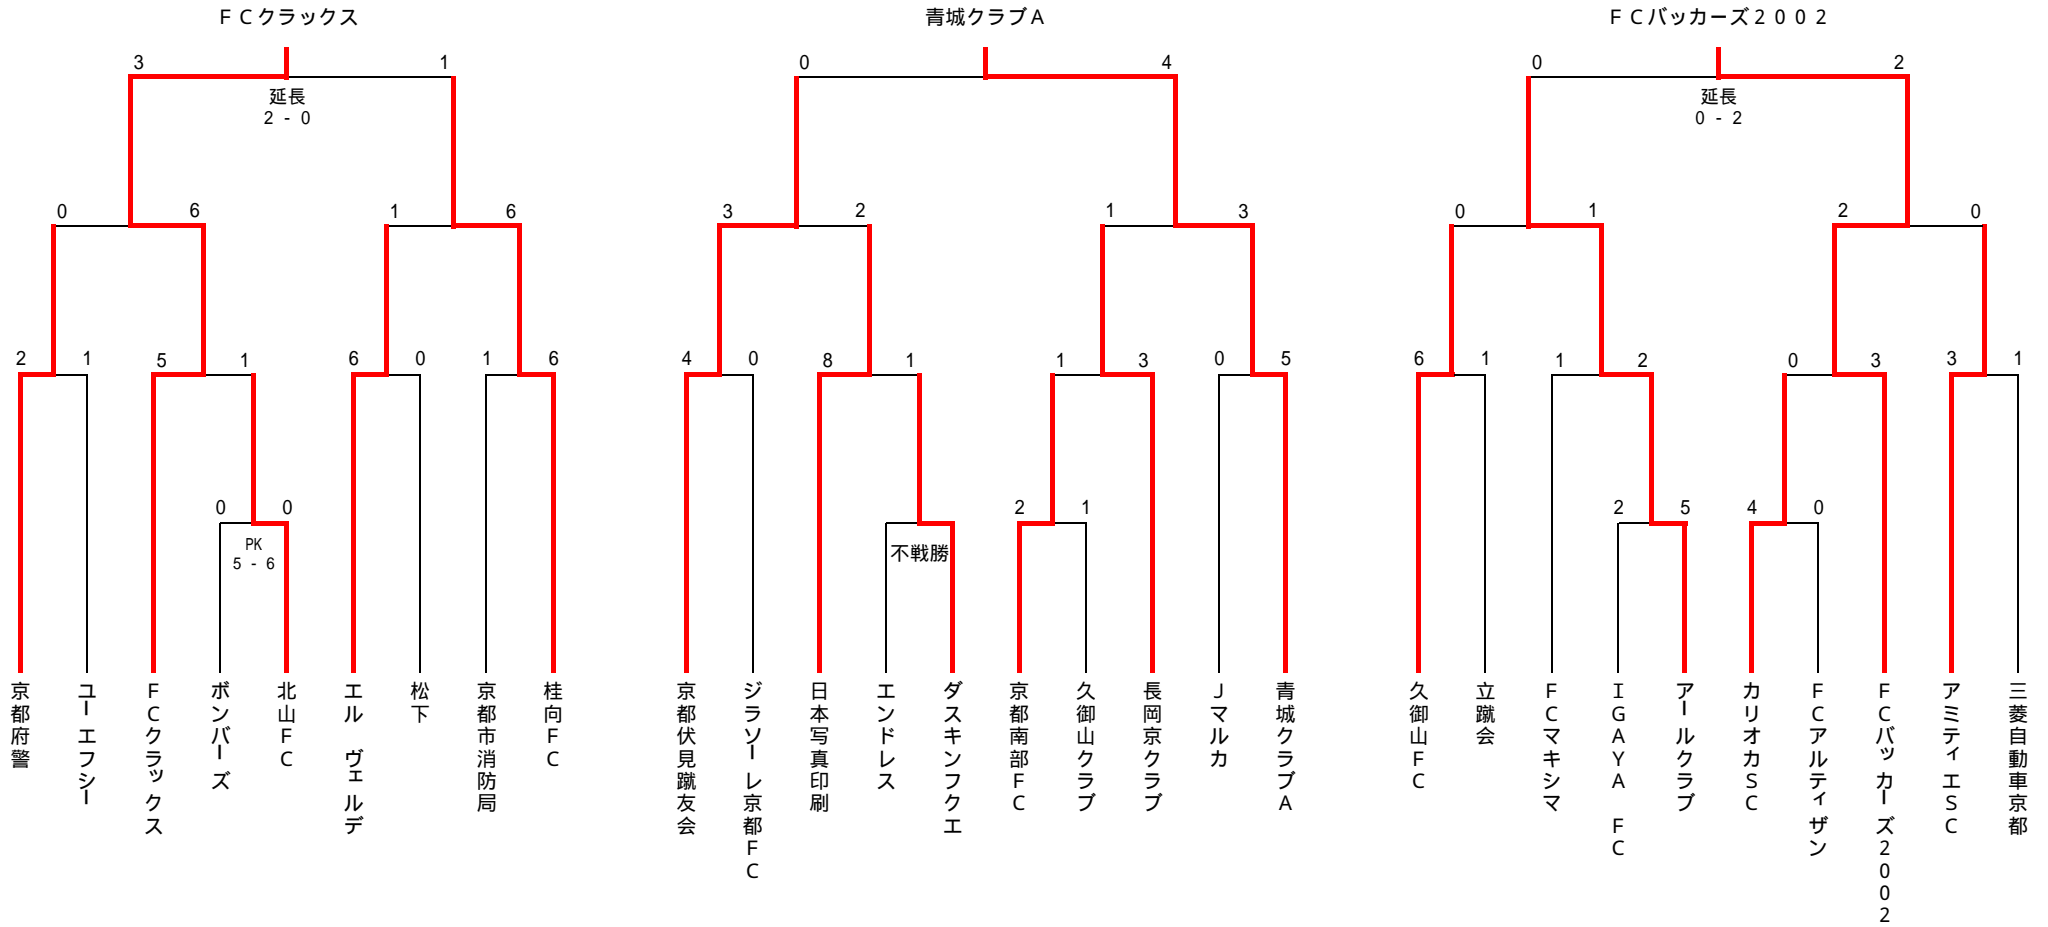 ＦＣクラックス
青城クラブＡ
ＦＣバッカーズ２００２
3 1
0 4
0 2
延長
2 - 0
延長
0 - 2
0 6
1 6
3 2
1 3
0 1
2 0
2 1
5 1
6 0
1 6
4 0
8 1
1 3
0 5
6 1
1 2
0 3
3 1
0 0
2 1
2 5
4 0
PK
5 - 6
不戦勝
京都府警
ユーエフシー
ＦＣクラックス
ボンバーズ
北山ＦＣ
エル　ヴェルデ
松下
京都市消防局
桂向ＦＣ
京都伏見蹴友会
ジラソーレ京都ＦＣ
日本写真印刷
エンドレス
ダスキンフクエ
京都南部ＦＣ
久御山クラブ
長岡京クラブ
Ｊマルカ
青城クラブＡ
久御山ＦＣ
立蹴会
ＦＣマキシマ
ＩＧＡＹＡ　ＦＣ
アールクラブ
カリオカＳＣ
ＦＣアルティザン
ＦＣバッカーズ２００２
アミティエＳＣ
三菱自動車京都